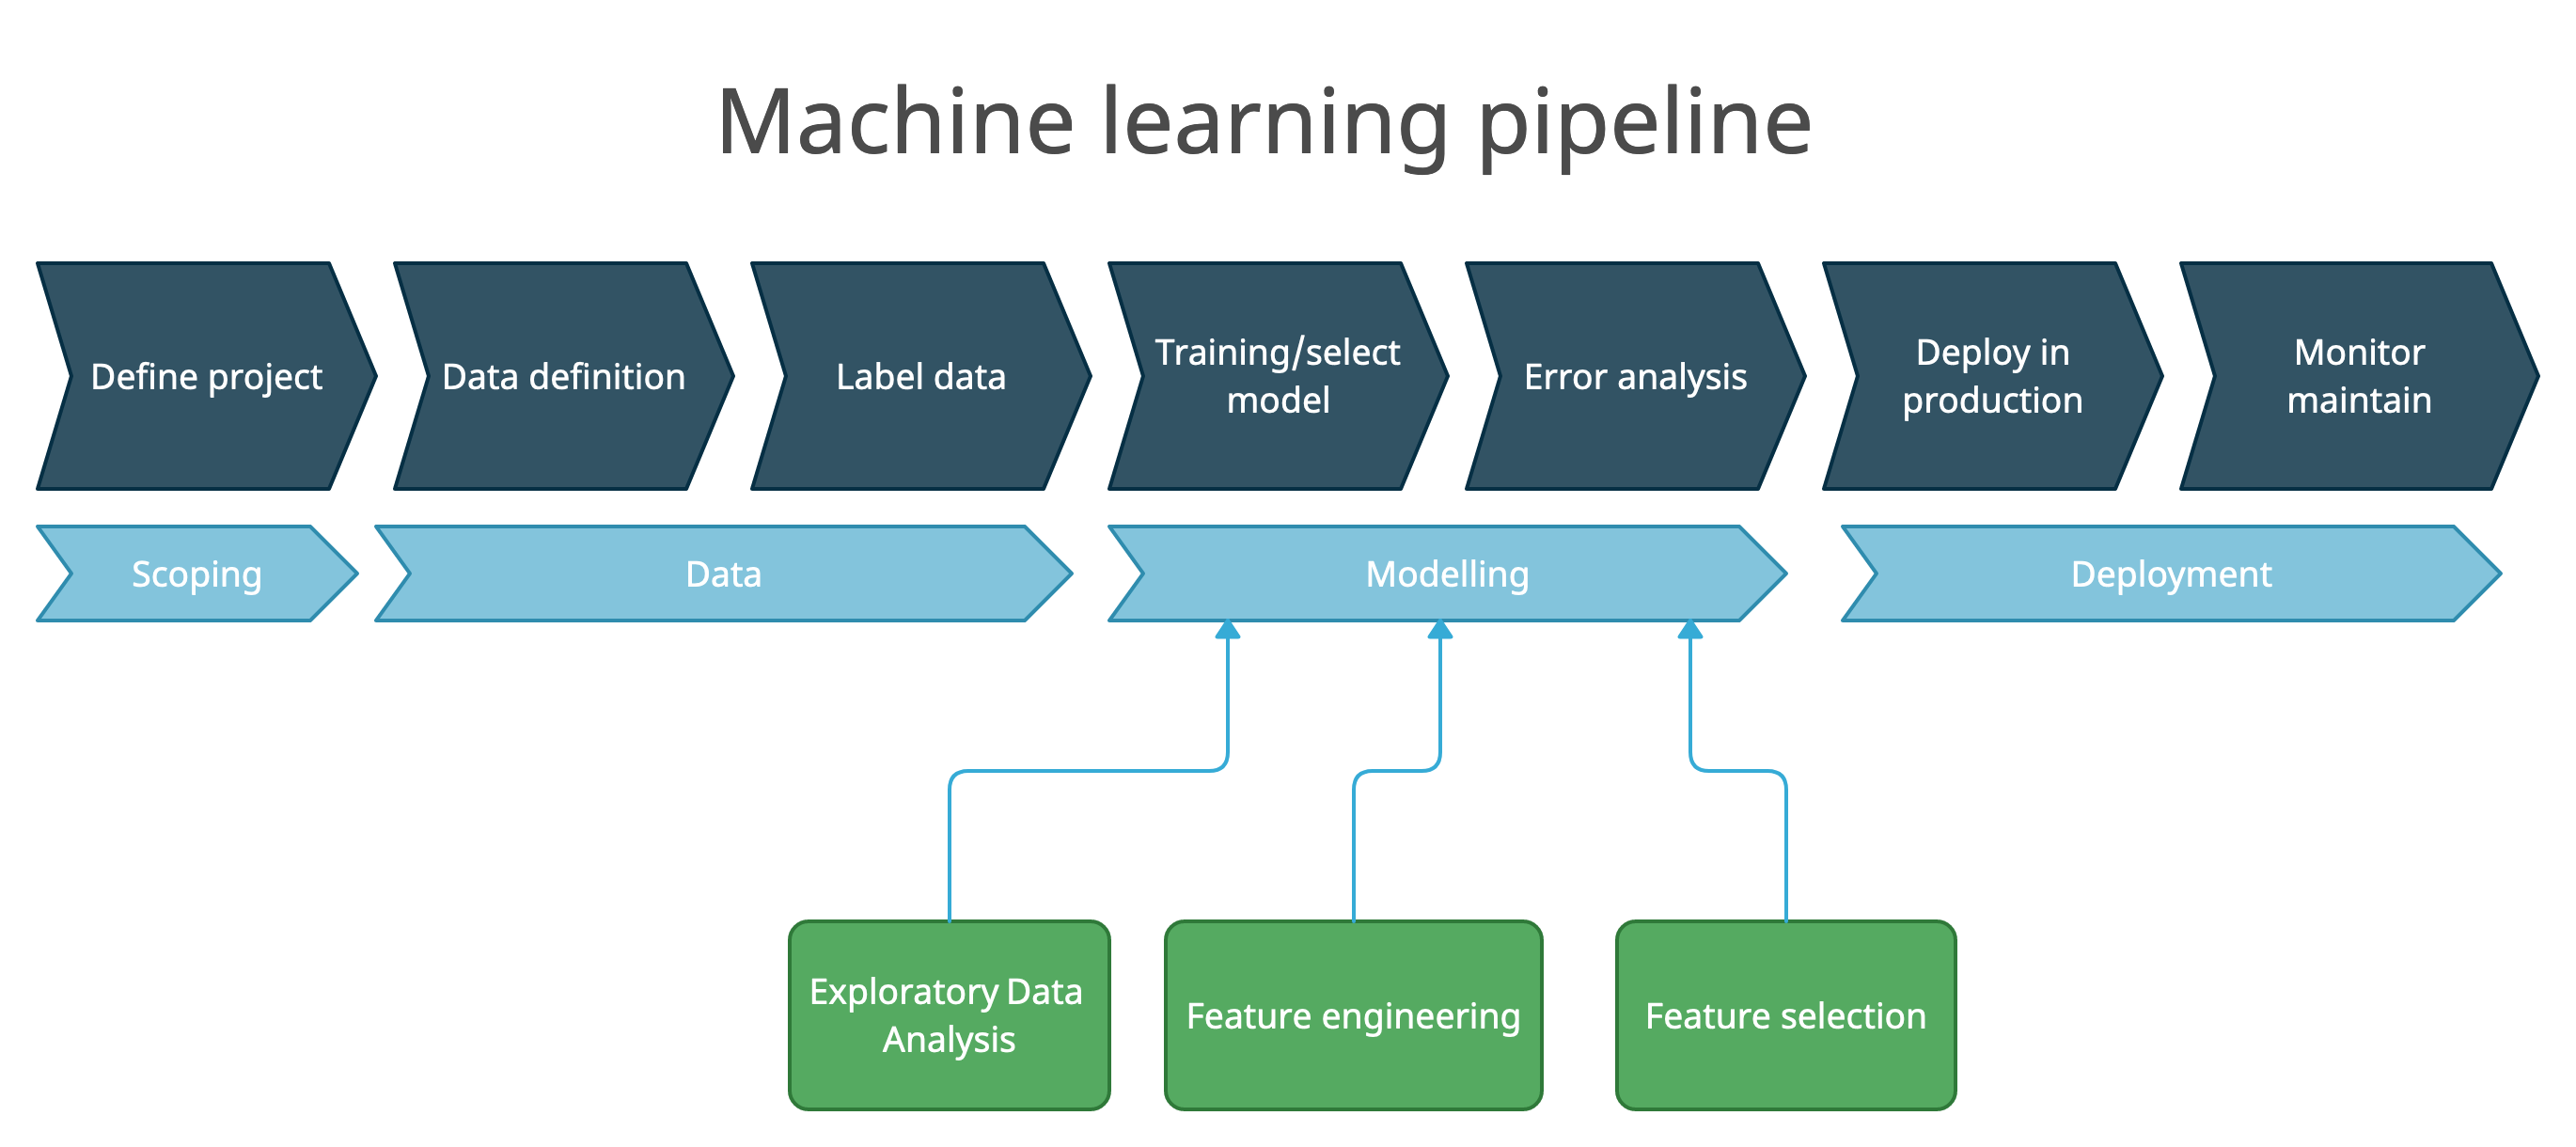 Machine learning pipeline
Define project
Data definition
Label data
Training/select
model
Error analysis
Deploy in
production
Monitor
maintain
Scoping
Data
Modelling
Deployment
Exploratory Data
Analysis
Feature engineering
Feature selection